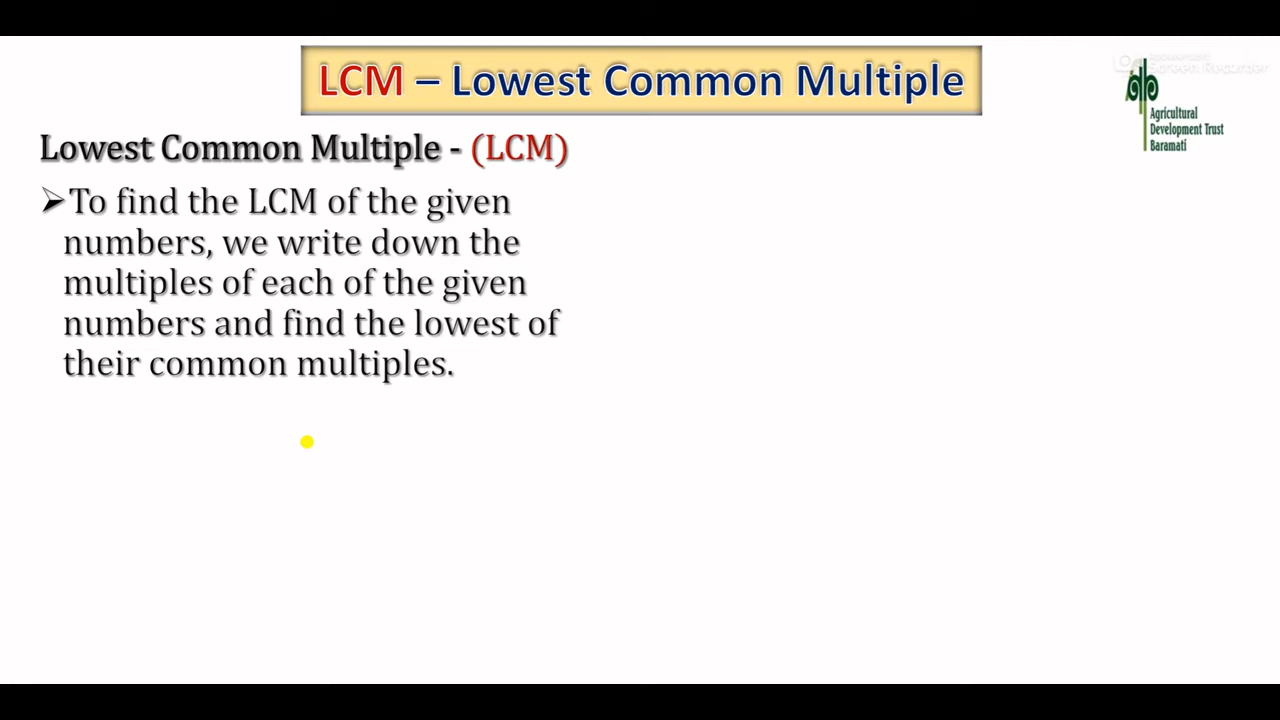 LCM – Lowest Common Multiple
Agricultural
Development Trust
Baramati
Screen Recorder
Lowest Common Multiple - (LCM)
➢To find the LCM of the given
numbers, we write down the
multiples of each of the given
numbers and find the lowest of
their common multiples.